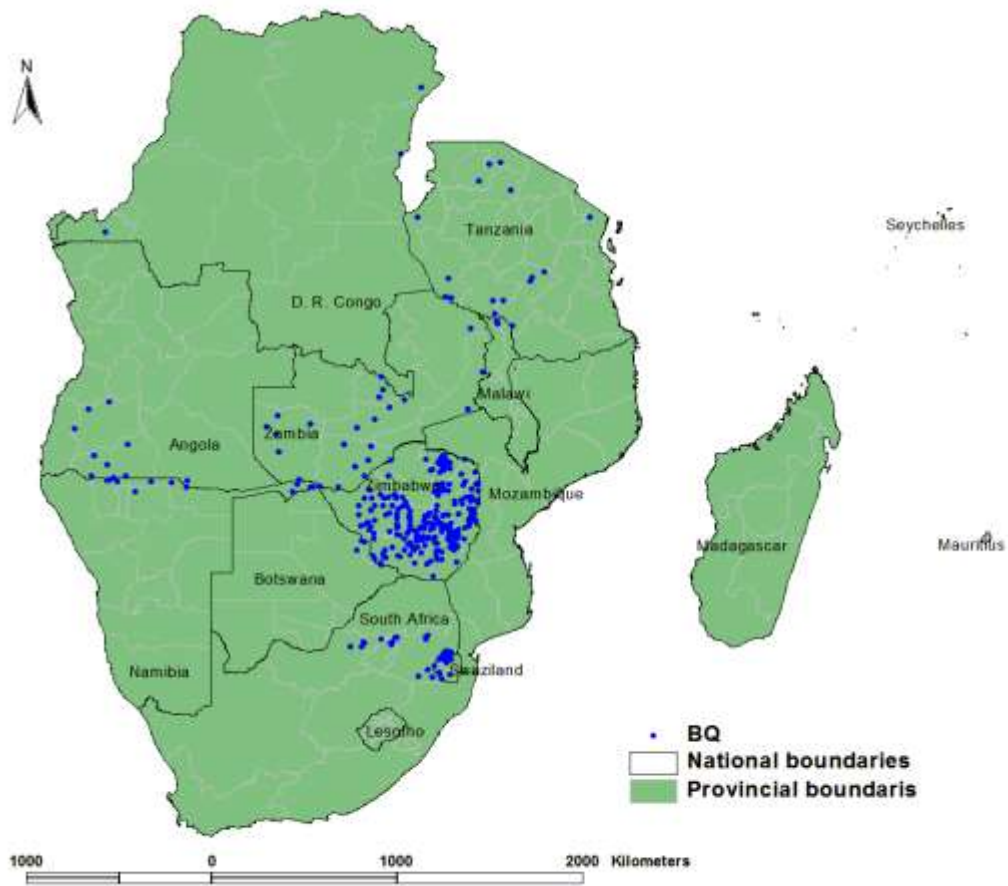 N
Seychelles
Tanzania
D. R. Congo
Malawi
Zambia
Angola
Zimbabwe
Mozambique
Mauritius
Madagascar
Botswana
South Africa
Namibia
Swaziland
Lesotho
BQ
National boundaries
Provincial boundaris
1000 0 1000 2000 Kilometers